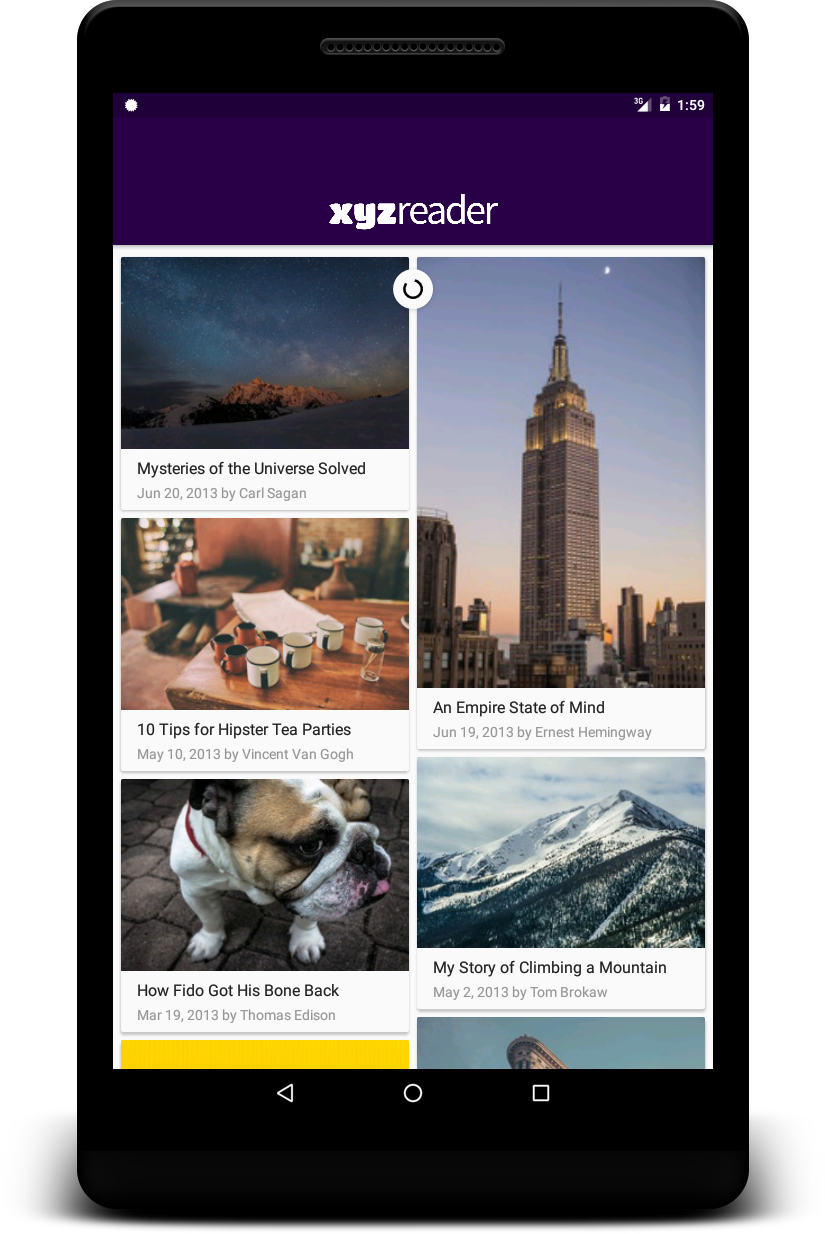 3G 1:59
xyzreader
Mysteries of the Universe Solved
Jun 20, 2013 by Carl Sagan
An Empire State of Mind
Jun 19, 2013 by Ernest Hemingway
10 Tips for Hipster Tea Parties
May 10, 2013 by Vincent Van Gogh
My Story of Climbing a Mountain
May 2, 2013 by Tom Brokaw
How Fido Got His Bone Back
Mar 19, 2013 by Thomas Edison